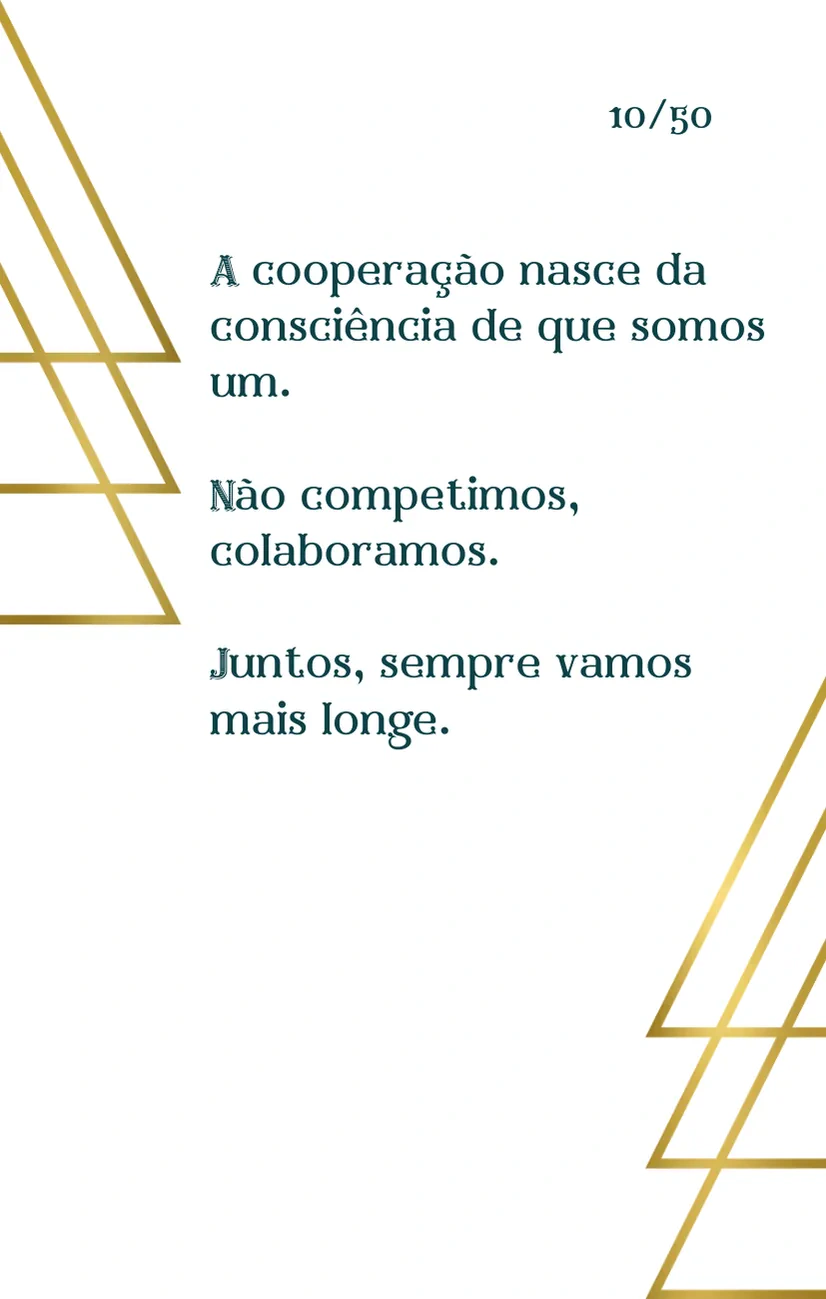 10/50
A cooperação nasce da
consciência de que somos
um.
Não competimos,
colaboramos.
Juntos, sempre vamos
mais longe.